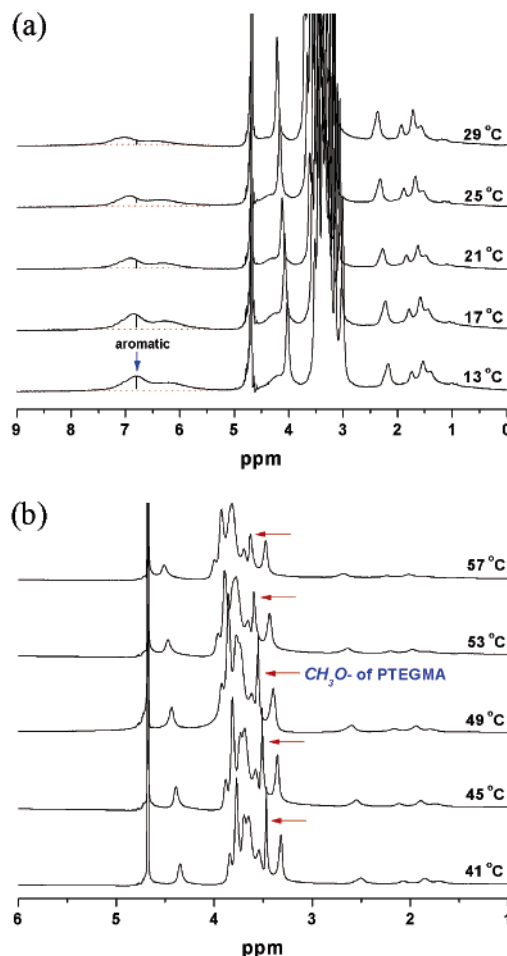 (a)
29 °C
25 °C
21 °C
17 °C
aromatic
13 °C
9 8 7 6 5 4 3 2 1 0
ppm
(b)
57 °C
53 °C
CH3O- of PTEGMA
49 °C
45 °C
41 °C
6 5 4 3 2 1
ppm